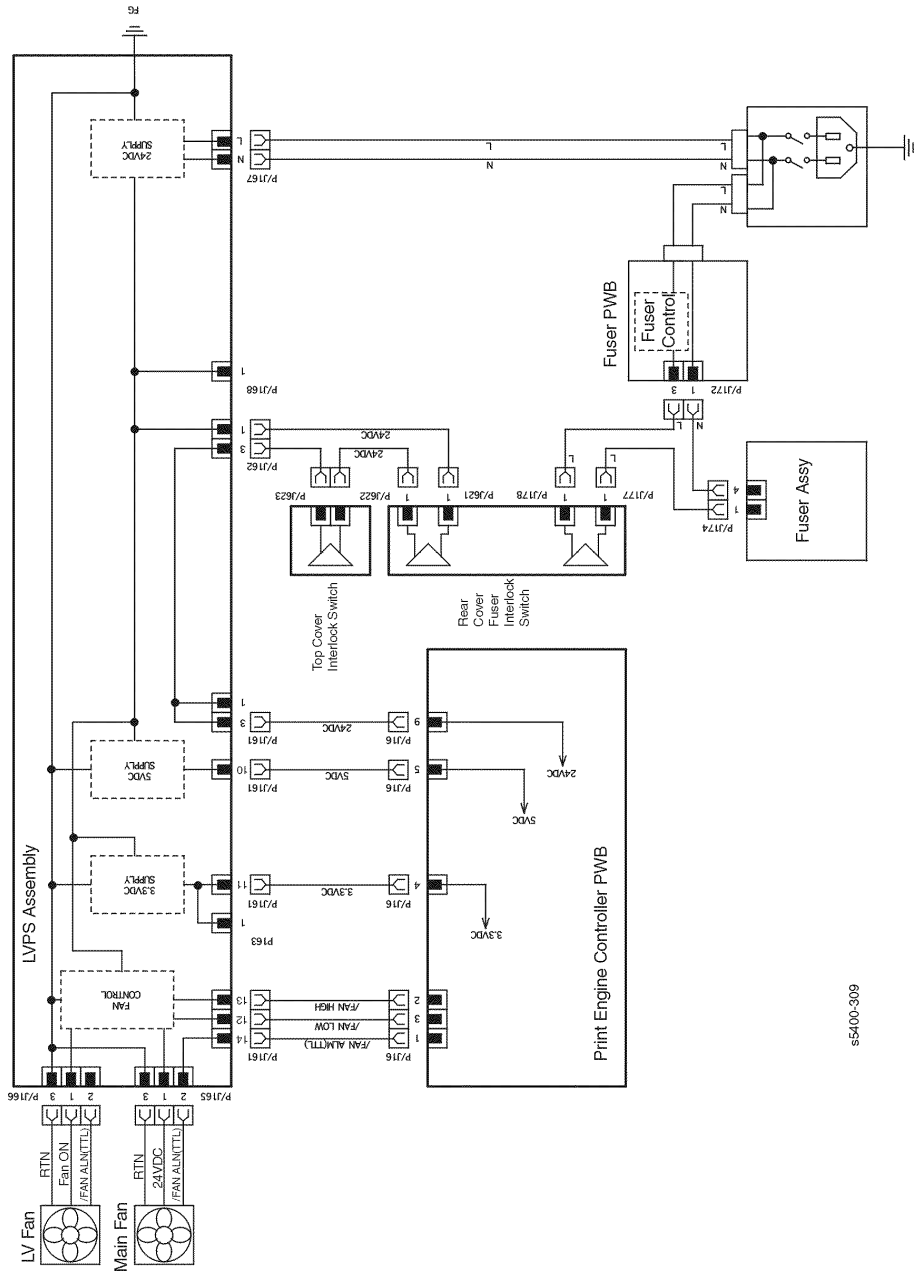 FG
LVPS Assembly
24VDC
SUPPLY
L
N
P/J167
L
N
L
N
L
N
Fuser PWB
Fuser
Control
3
1
P/J172
L
N
1
P/J168
1
3
P/J162
24VDC
24VDC
P/J623
P/J622
1
P/J621
1
P/J178
1
P/J177
1
L
L
Top Cover
Interlock Switch
Rear
Cover
Fuser
Interlock
Switch
4
1
P/J174
Fuser Assy
1
3
P/J161
24VDC
P/J16
9
24VDC
5VDC
SUPPLY
10
P/J161
5VDC
P/J16
5
5VDC
3.3VDC
SUPPLY
11
P/J161
3.3VDC
P/J16
4
3.3VDC
1
P163
FAN
CONTROL
13
12
14
P/J161
/FAN HIGH
/FAN LOW
/FAN ALM(TTL)
2
3
1
P/J16
Print Engine Controller PWB
P/J166
3
1
2
P/J165
3
1
2
RTN
Fan ON
/FAN ALN(TTL)
LV Fan
RTN
24VDC
/FAN ALN(TTL)
Main Fan
s5400-309